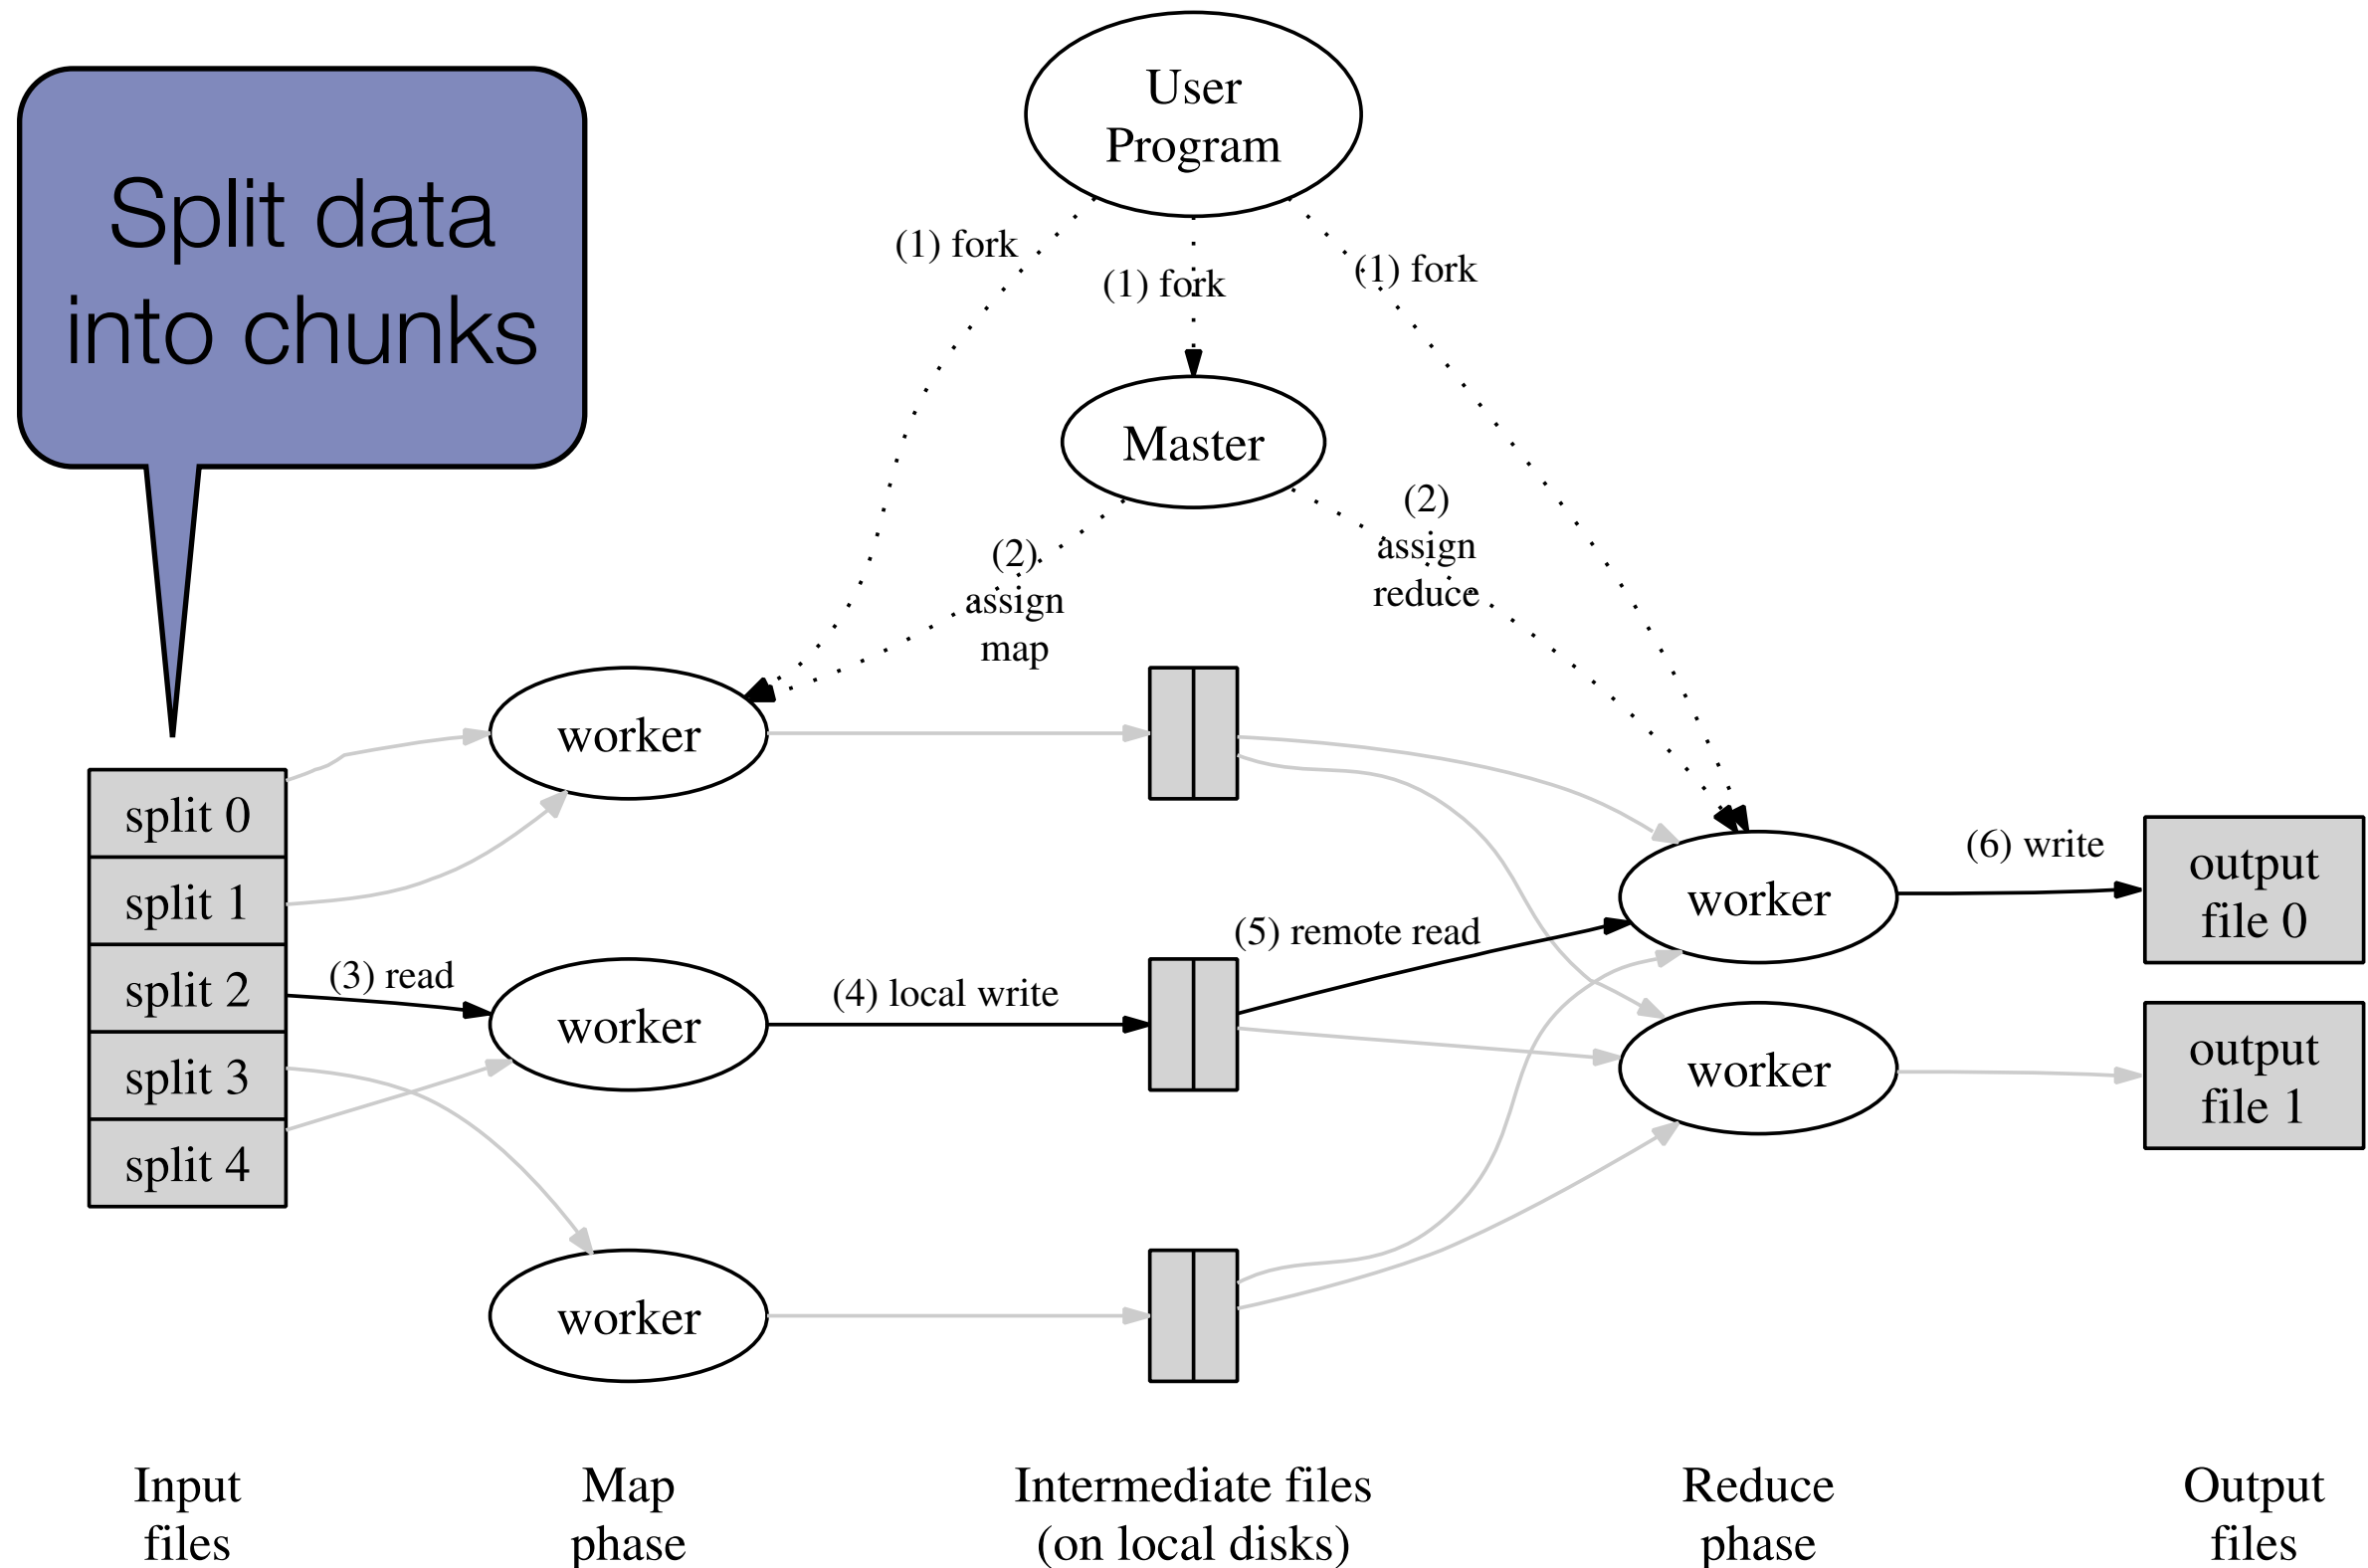 User
Program
Split data
into chunks
(1) fork
(1) fork
(1) fork
Master
(2)
assign
map
(2)
assign
reduce
worker
split 0
split 1
split 2
split 3
split 4
(3) read
worker
(4) local write
(5) remote read
worker
(6) write
output
file 0
worker
output
file 1
worker
Input
files
Map
phase
Intermediate files
(on local disks)
Reduce
phase
Output
files